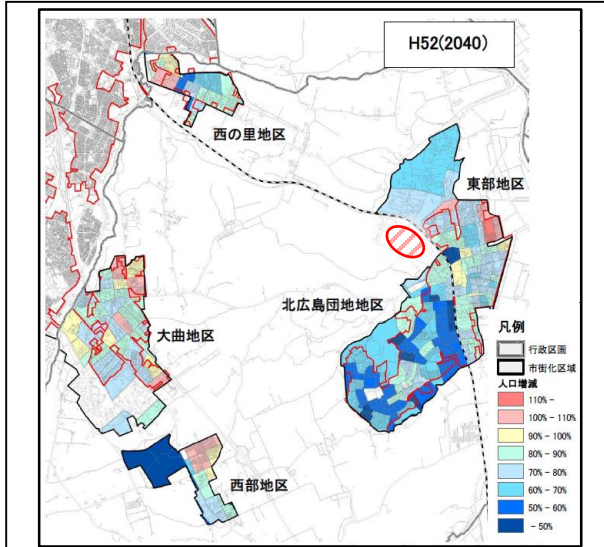 H52(2040)
西の里地区
東部地区
北広島団地地区
大曲地区
西部地区
凡例
行政区画
市街化区域
人口増減
110% -
100% - 110%
90% - 100%
80% - 90%
70% - 80%
60% - 70%
50% - 60%
- 50%